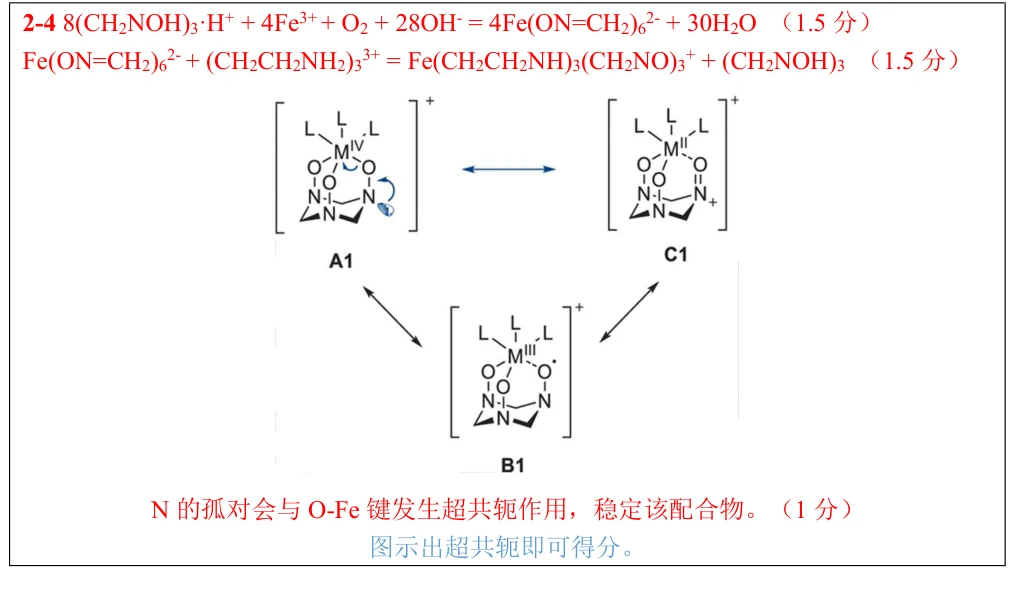 2-4 8(CH₂NOH)₃·H⁺ + 4Fe³⁺ + O₂ + 28OH⁻ = 4Fe(ON=CH₂)₆²⁻ + 30H₂O （1.5 分）
Fe(ON=CH₂)₆²⁻ + (CH₂CH₂NH₂)₃³⁺ = Fe(CH₂CH₂NH)₃(CH₂NO)₃⁺ + (CH₂NOH)₃ （1.5 分）
+ +
L L
L L L L
M^IV M^II
O O O O
O O
N N N N +
N N
A1 C1
+
L
L L
M^III
O O ·
O
N N
N
B1
N 的孤对会与 O-Fe 键发生超共轭作用，稳定该配合物。（1 分）
图示出超共轭即可得分。